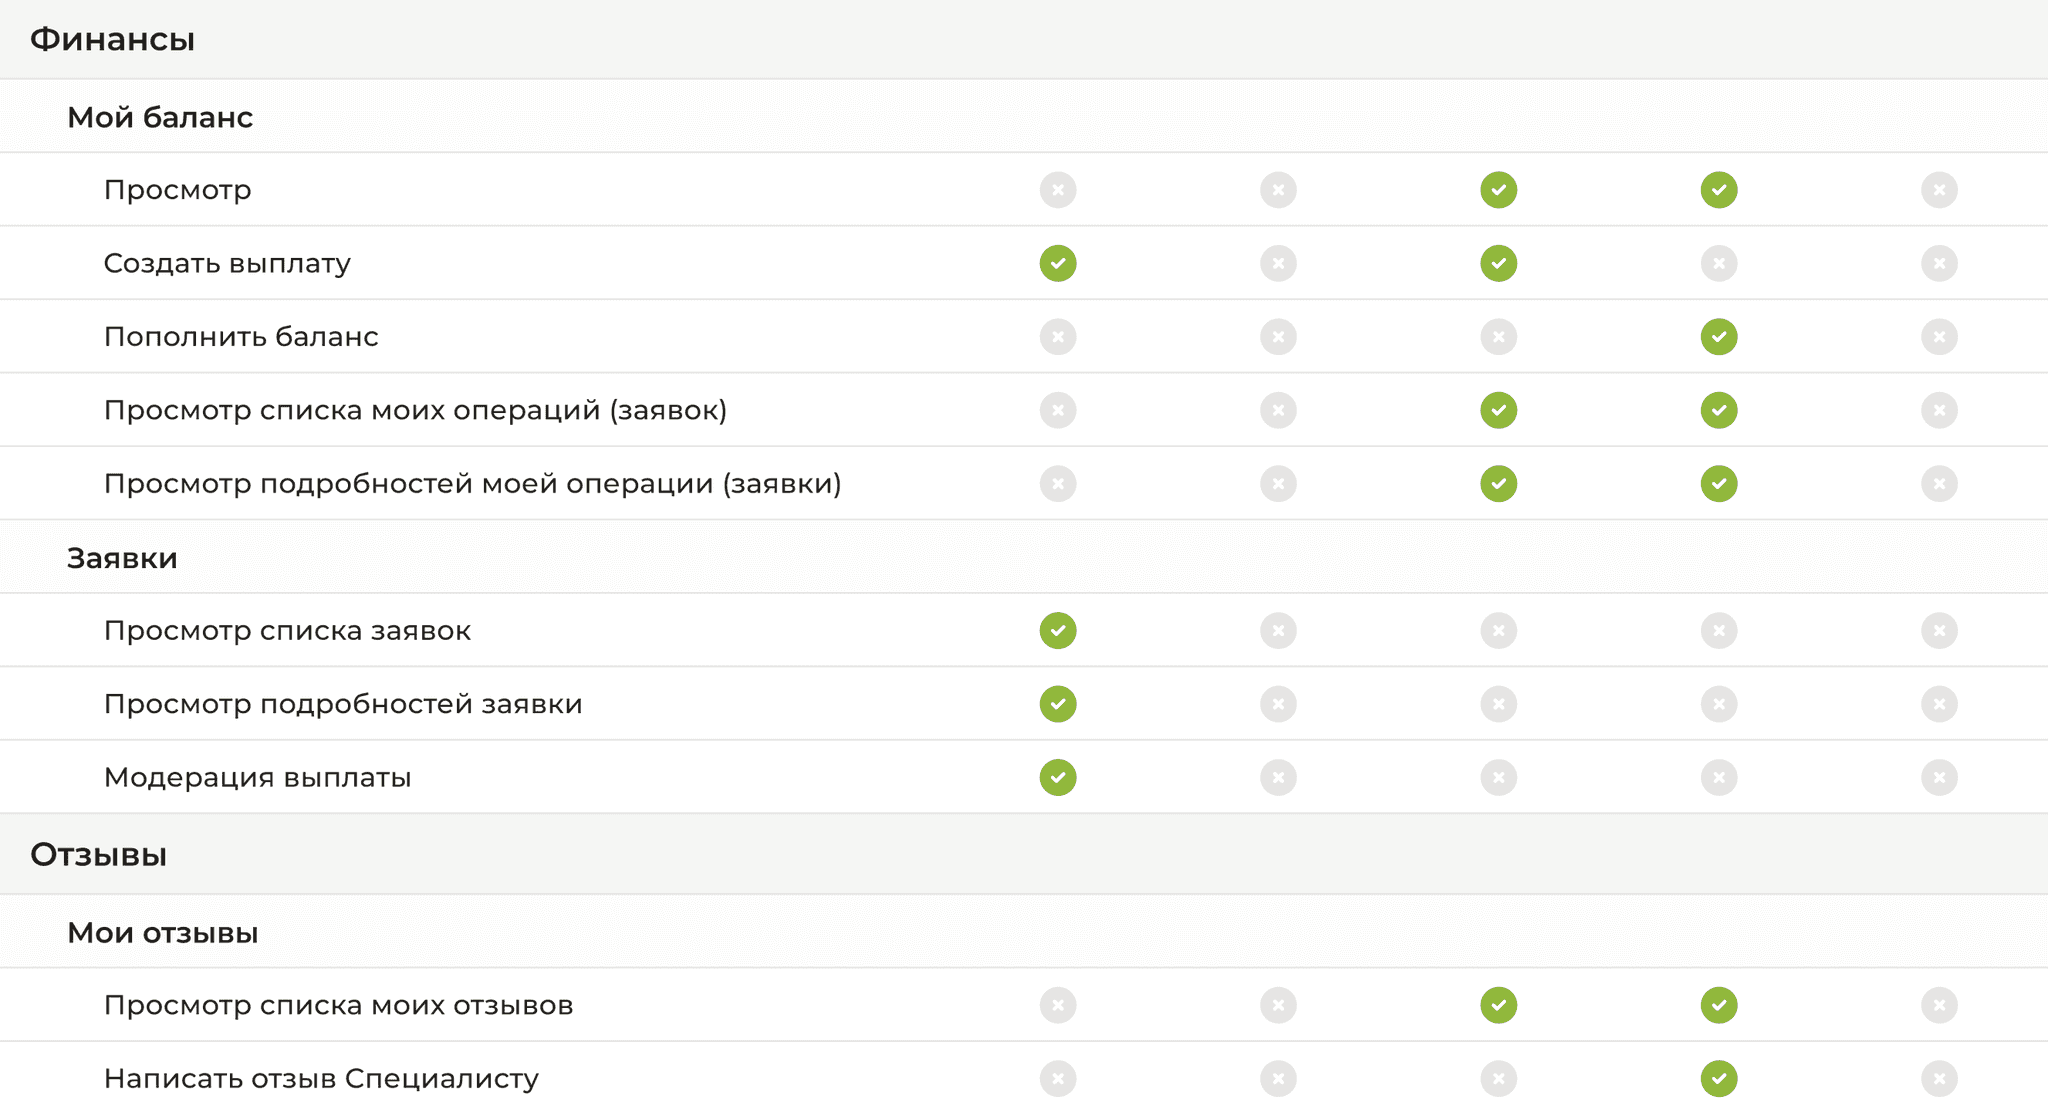 Финансы
Мой баланс
Просмотр
Создать выплату
Пополнить баланс
Просмотр списка моих операций (заявок)
Просмотр подробностей моей операции (заявки)
Заявки
Просмотр списка заявок
Просмотр подробностей заявки
Модерация выплаты
Отзывы
Мои отзывы
Просмотр списка моих отзывов
Написать отзыв Специалисту